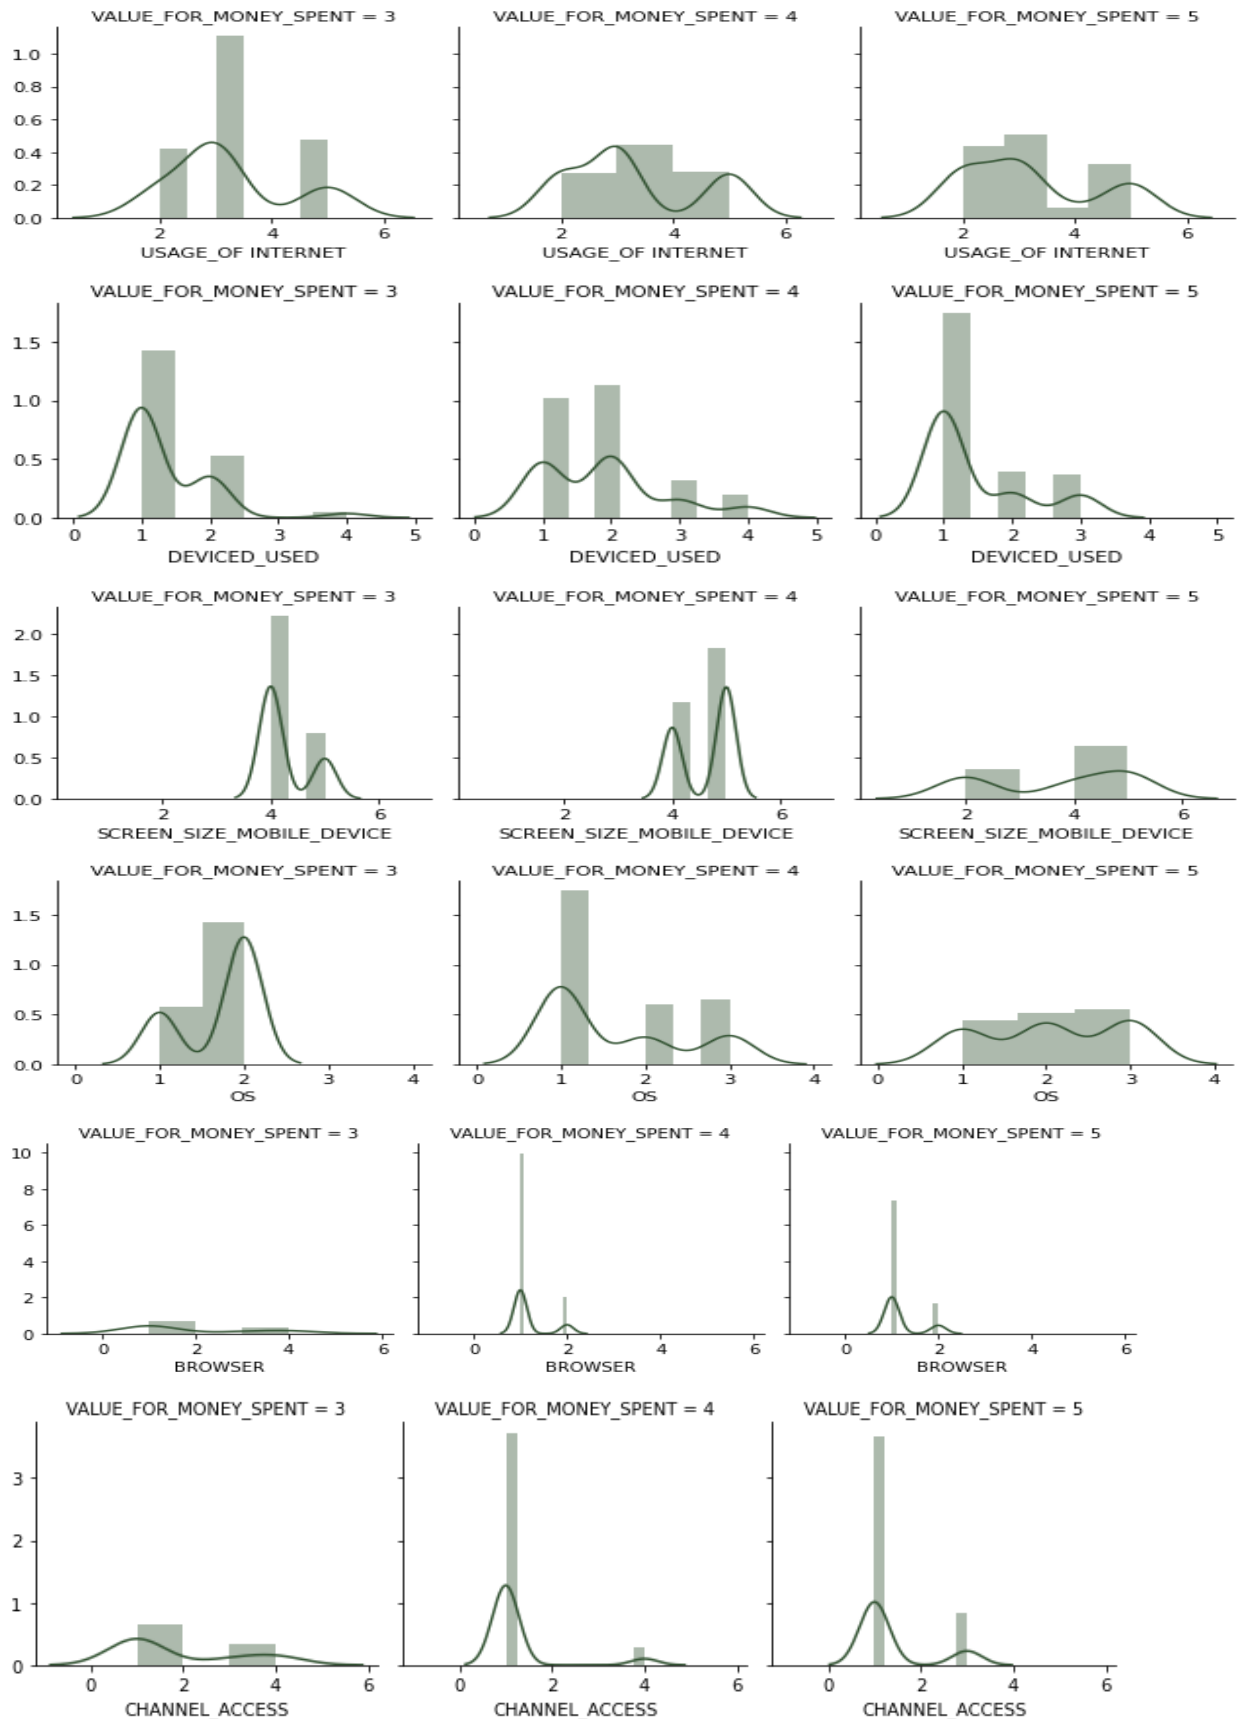 VALUE_FOR_MONEY_SPENT = 3 VALUE_FOR_MONEY_SPENT = 4 VALUE_FOR_MONEY_SPENT = 5
1.0
0.8
0.6
0.4
0.2
0.0
2 4 6 2 4 6 2 4 6
USAGE_OF INTERNET USAGE_OF INTERNET USAGE_OF INTERNET
VALUE_FOR_MONEY_SPENT = 3 VALUE_FOR_MONEY_SPENT = 4 VALUE_FOR_MONEY_SPENT = 5
1.5
1.0
0.5
0.0
0 1 2 3 4 5 0 1 2 3 4 5 0 1 2 3 4 5
DEVICED_USED DEVICED_USED DEVICED_USED
VALUE_FOR_MONEY_SPENT = 3 VALUE_FOR_MONEY_SPENT = 4 VALUE_FOR_MONEY_SPENT = 5
2.0
1.5
1.0
0.5
0.0
2 4 6 2 4 6 2 4 6
SCREEN_SIZE_MOBILE_DEVICE SCREEN_SIZE_MOBILE_DEVICE SCREEN_SIZE_MOBILE_DEVICE
VALUE_FOR_MONEY_SPENT = 3 VALUE_FOR_MONEY_SPENT = 4 VALUE_FOR_MONEY_SPENT = 5
1.5
1.0
0.5
0.0
0 1 2 3 4 0 1 2 3 4 0 1 2 3 4
OS OS OS
VALUE_FOR_MONEY_SPENT = 3 VALUE_FOR_MONEY_SPENT = 4 VALUE_FOR_MONEY_SPENT = 5
10
8
6
4
2
0
0 2 4 6 0 2 4 6 0 2 4 6
BROWSER BROWSER BROWSER
VALUE_FOR_MONEY_SPENT = 3 VALUE_FOR_MONEY_SPENT = 4 VALUE_FOR_MONEY_SPENT = 5
3
2
1
0
0 2 4 6 0 2 4 6 0 2 4 6
CHANNEL_ACCESS CHANNEL_ACCESS CHANNEL_ACCESS